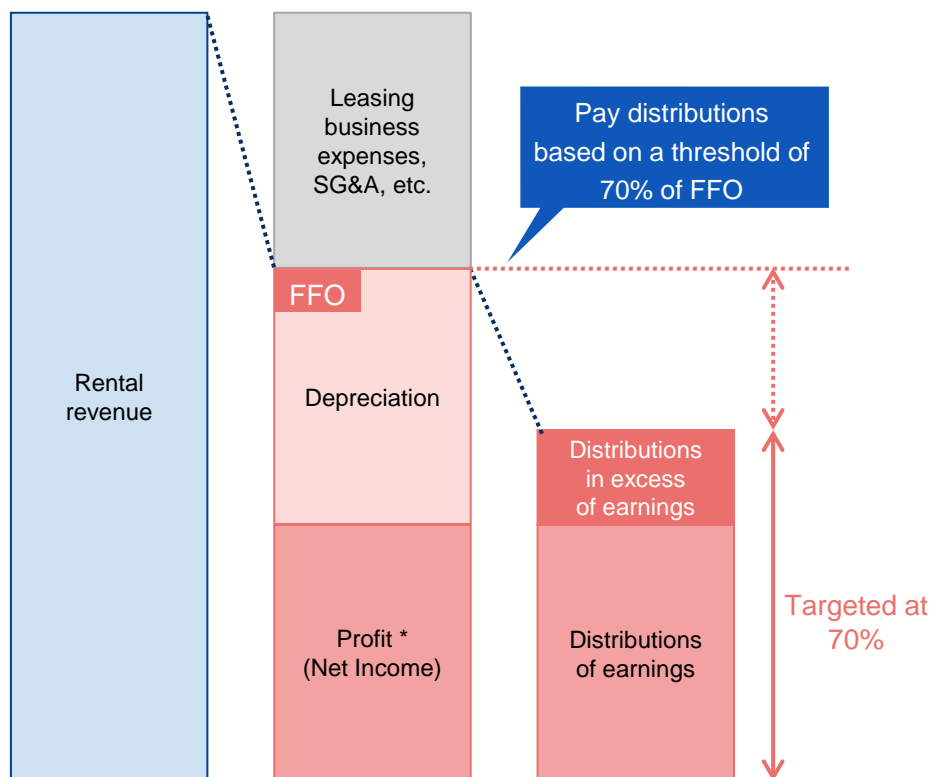 Rental
revenue
Leasing
business
expenses,
SG&A, etc.
FFO
Depreciation
Profit *
(Net Income)
Pay distributions
based on a threshold of
70% of FFO
Distributions
in excess
of earnings
Distributions
of earnings
Targeted at
70%